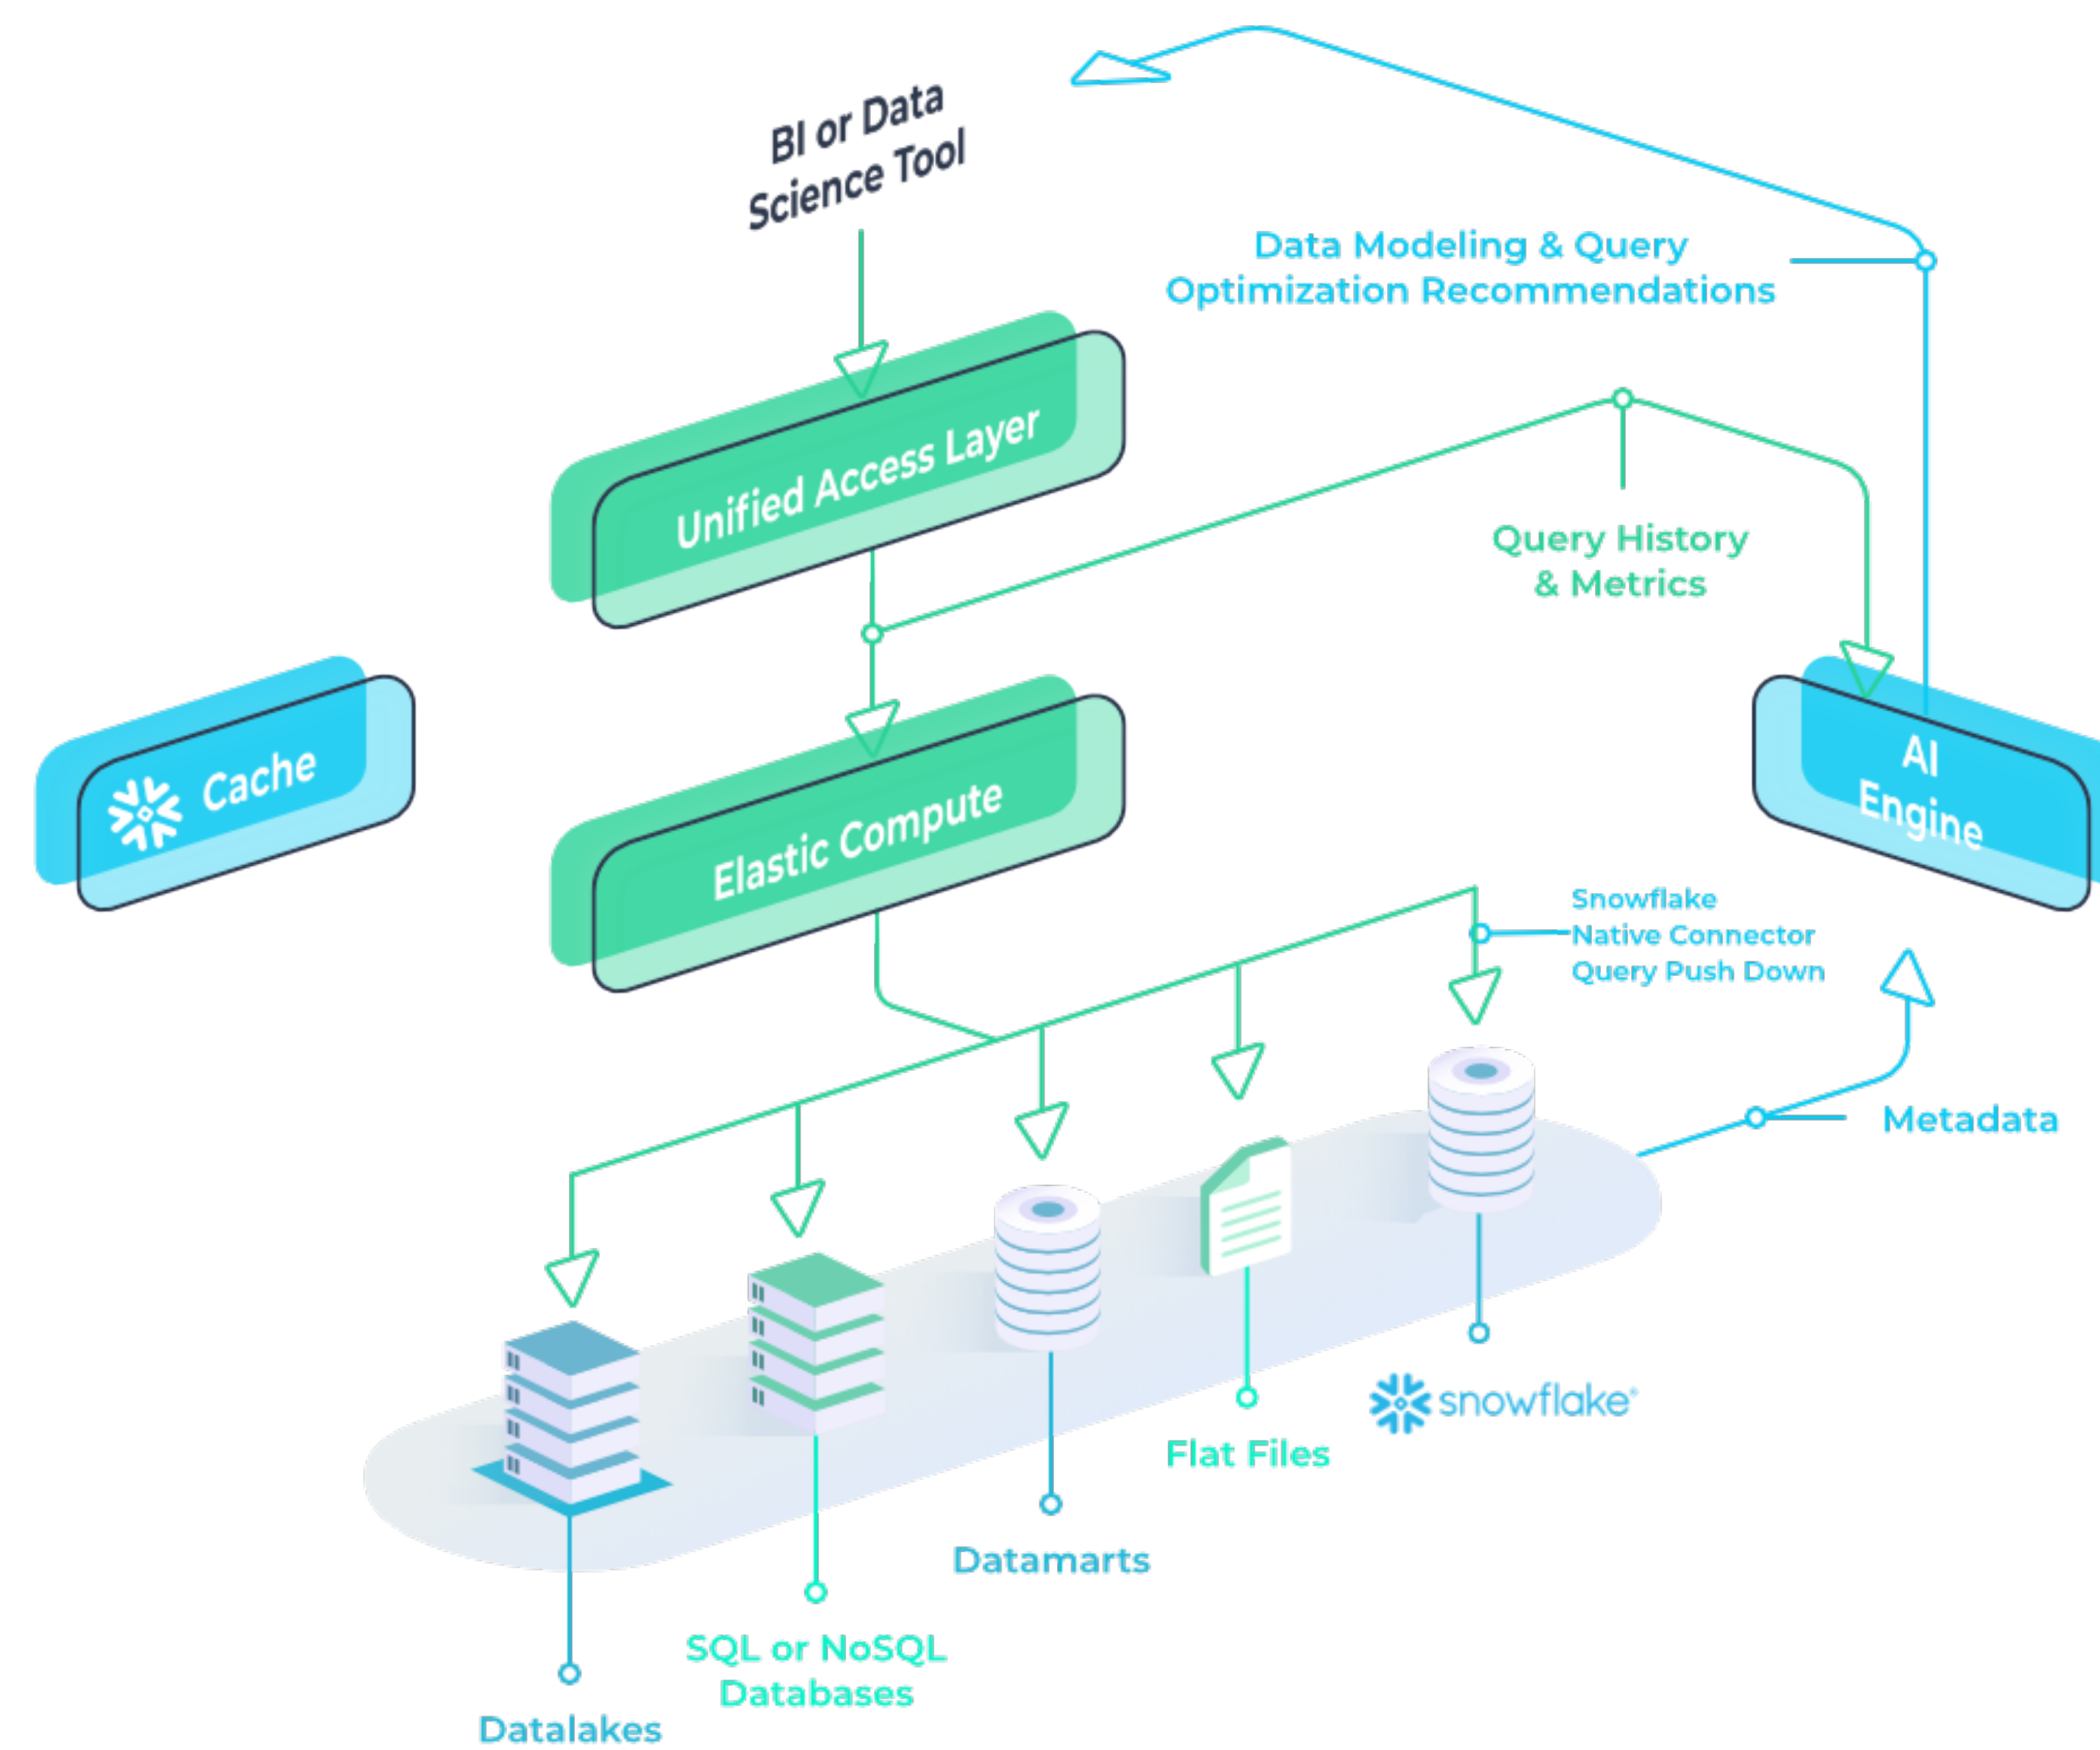 BI or Data
Science Tool
Data Modeling & Query
Optimization Recommendations
Unified Access Layer
Query History
& Metrics
Cache
Elastic Compute
AI
Engine
Snowflake
Native Connector
Query Push Down
Metadata
snowflake®
Flat Files
Datamarts
SQL or NoSQL
Databases
Datalakes